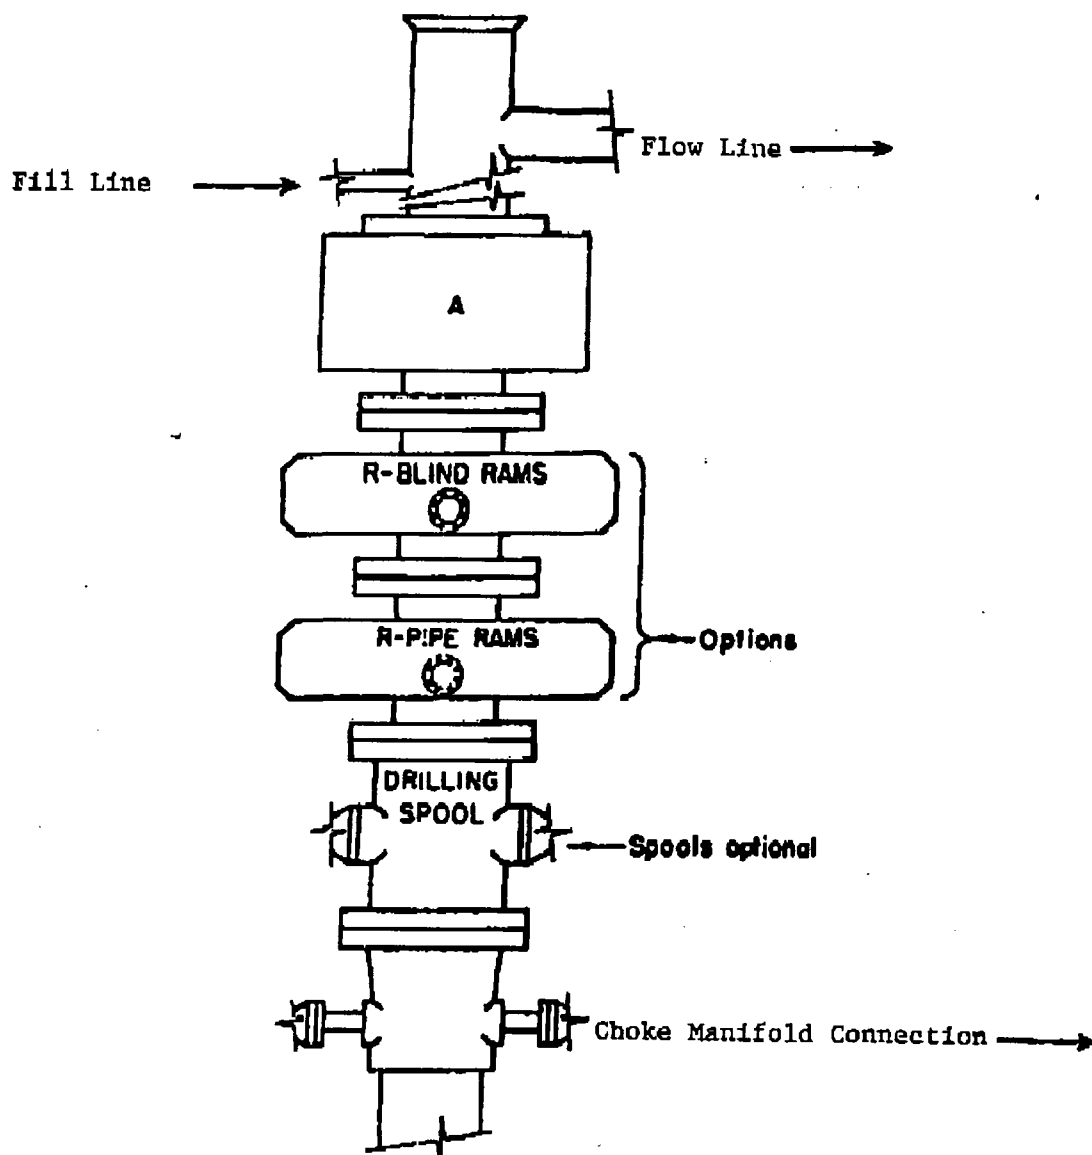 Flow Line
Fill Line
A
R-BLIND RAMS
R-PIPE RAMS
Options
DRILLING
SPOOL
Spools optional
Choke Manifold Connection